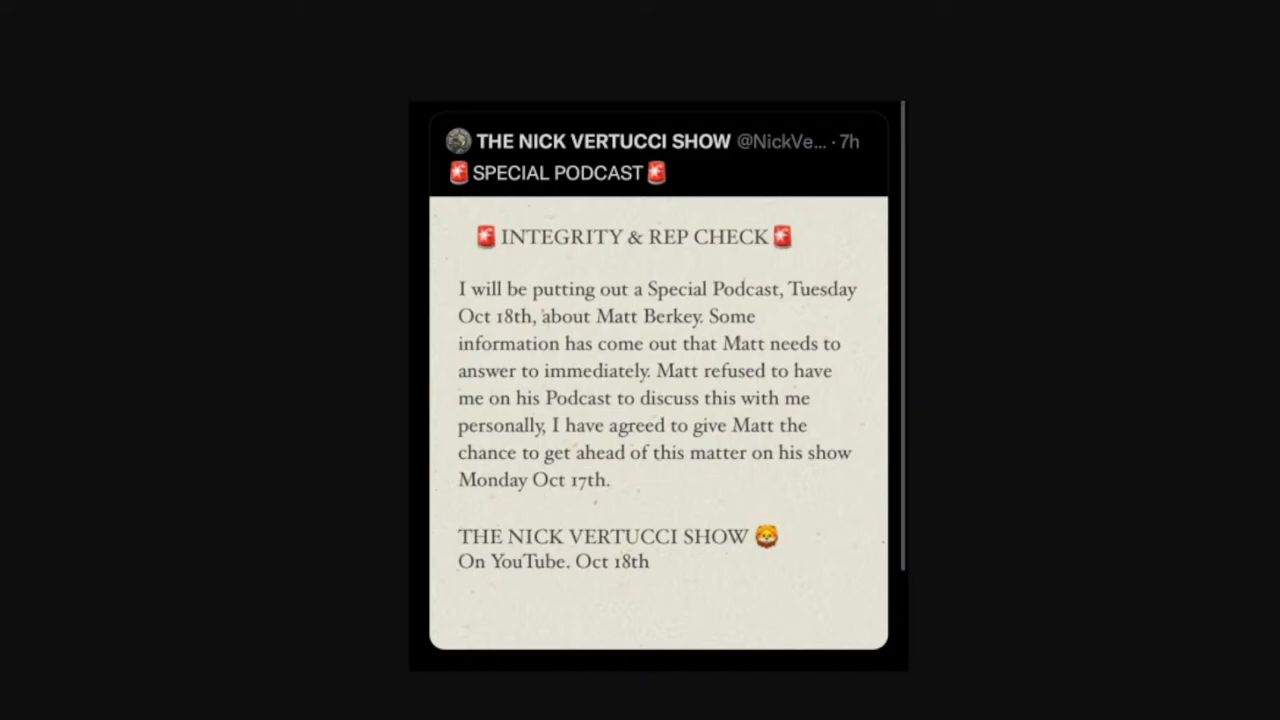 THE NICK VERTUCCI SHOW @NickVe... · 7h
🚨SPECIAL PODCAST🚨
🚨INTEGRITY & REP CHECK🚨
I will be putting out a Special Podcast, Tuesday
Oct 18th, about Matt Berkey. Some
information has come out that Matt needs to
answer to immediately. Matt refused to have
me on his Podcast to discuss this with me
personally, I have agreed to give Matt the
chance to get ahead of this matter on his show
Monday Oct 17th.
THE NICK VERTUCCI SHOW 🦁
On YouTube. Oct 18th